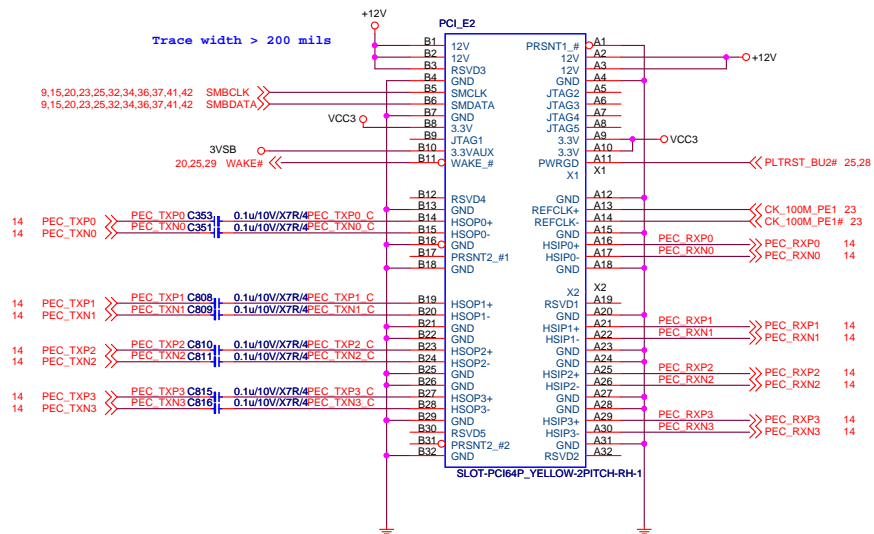 +12V
PCI_E2
Trace width > 200 mils
B1 12V PRSNT1_# A1
B2 12V 12V A2
B3 RSVD3 12V A3 +12V
B4 GND GND A4
9,15,20,23,25,32,34,36,37,41,42 SMBCLK B5 SMCLK JTAG2 A5
9,15,20,23,25,32,34,36,37,41,42 SMBDATA B6 SMDATA JTAG3 A6
B7 GND JTAG4 A7
VCC3 B8 3.3V JTAG5 A8
B9 JTAG1 3.3V A9 VCC3
3VSB B10 3.3VAUX 3.3V A10
20,25,29 WAKE# B11 WAKE_# PWRGD A11 PLTRST_BU2# 25,28
X1 X1
B12 RSVD4 GND A12
B13 GND REFCLK+ A13 CK_100M_PE1 23
14 PEC_TXP0 PEC_TXP0 C353 0.1u/10V/X7R/4 PEC_TXP0_C B14 HSOP0+ REFCLK- A14 CK_100M_PE1# 23
14 PEC_TXN0 PEC_TXN0 C351 0.1u/10V/X7R/4 PEC_TXN0_C B15 HSOP0- GND A15
B16 GND HSIP0+ A16 PEC_RXP0 PEC_RXP0 14
B17 PRSNT2_#1 HSIP0- A17 PEC_RXN0 PEC_RXN0 14
B18 GND GND A18
X2 X2
14 PEC_TXP1 PEC_TXP1 C808 0.1u/10V/X7R/4 PEC_TXP1_C B19 HSOP1+ RSVD1 A19
14 PEC_TXN1 PEC_TXN1 C809 0.1u/10V/X7R/4 PEC_TXN1_C B20 HSOP1- GND A20
B21 GND HSIP1+ A21 PEC_RXP1 PEC_RXP1 14
B22 GND HSIP1- A22 PEC_RXN1 PEC_RXN1 14
14 PEC_TXP2 PEC_TXP2 C810 0.1u/10V/X7R/4 PEC_TXP2_C B23 HSOP2+ GND A23
14 PEC_TXN2 PEC_TXN2 C811 0.1u/10V/X7R/4 PEC_TXN2_C B24 HSOP2- GND A24
B25 GND HSIP2+ A25 PEC_RXP2 PEC_RXP2 14
B26 GND HSIP2- A26 PEC_RXN2 PEC_RXN2 14
14 PEC_TXP3 PEC_TXP3 C815 0.1u/10V/X7R/4 PEC_TXP3_C B27 HSOP3+ GND A27
14 PEC_TXN3 PEC_TXN3 C816 0.1u/10V/X7R/4 PEC_TXN3_C B28 HSOP3- GND A28
B29 GND HSIP3+ A29 PEC_RXP3 PEC_RXP3 14
B30 RSVD5 HSIP3- A30 PEC_RXN3 PEC_RXN3 14
B31 PRSNT2_#2 GND A31
B32 GND RSVD2 A32
SLOT-PCI64P_YELLOW-2PITCH-RH-1